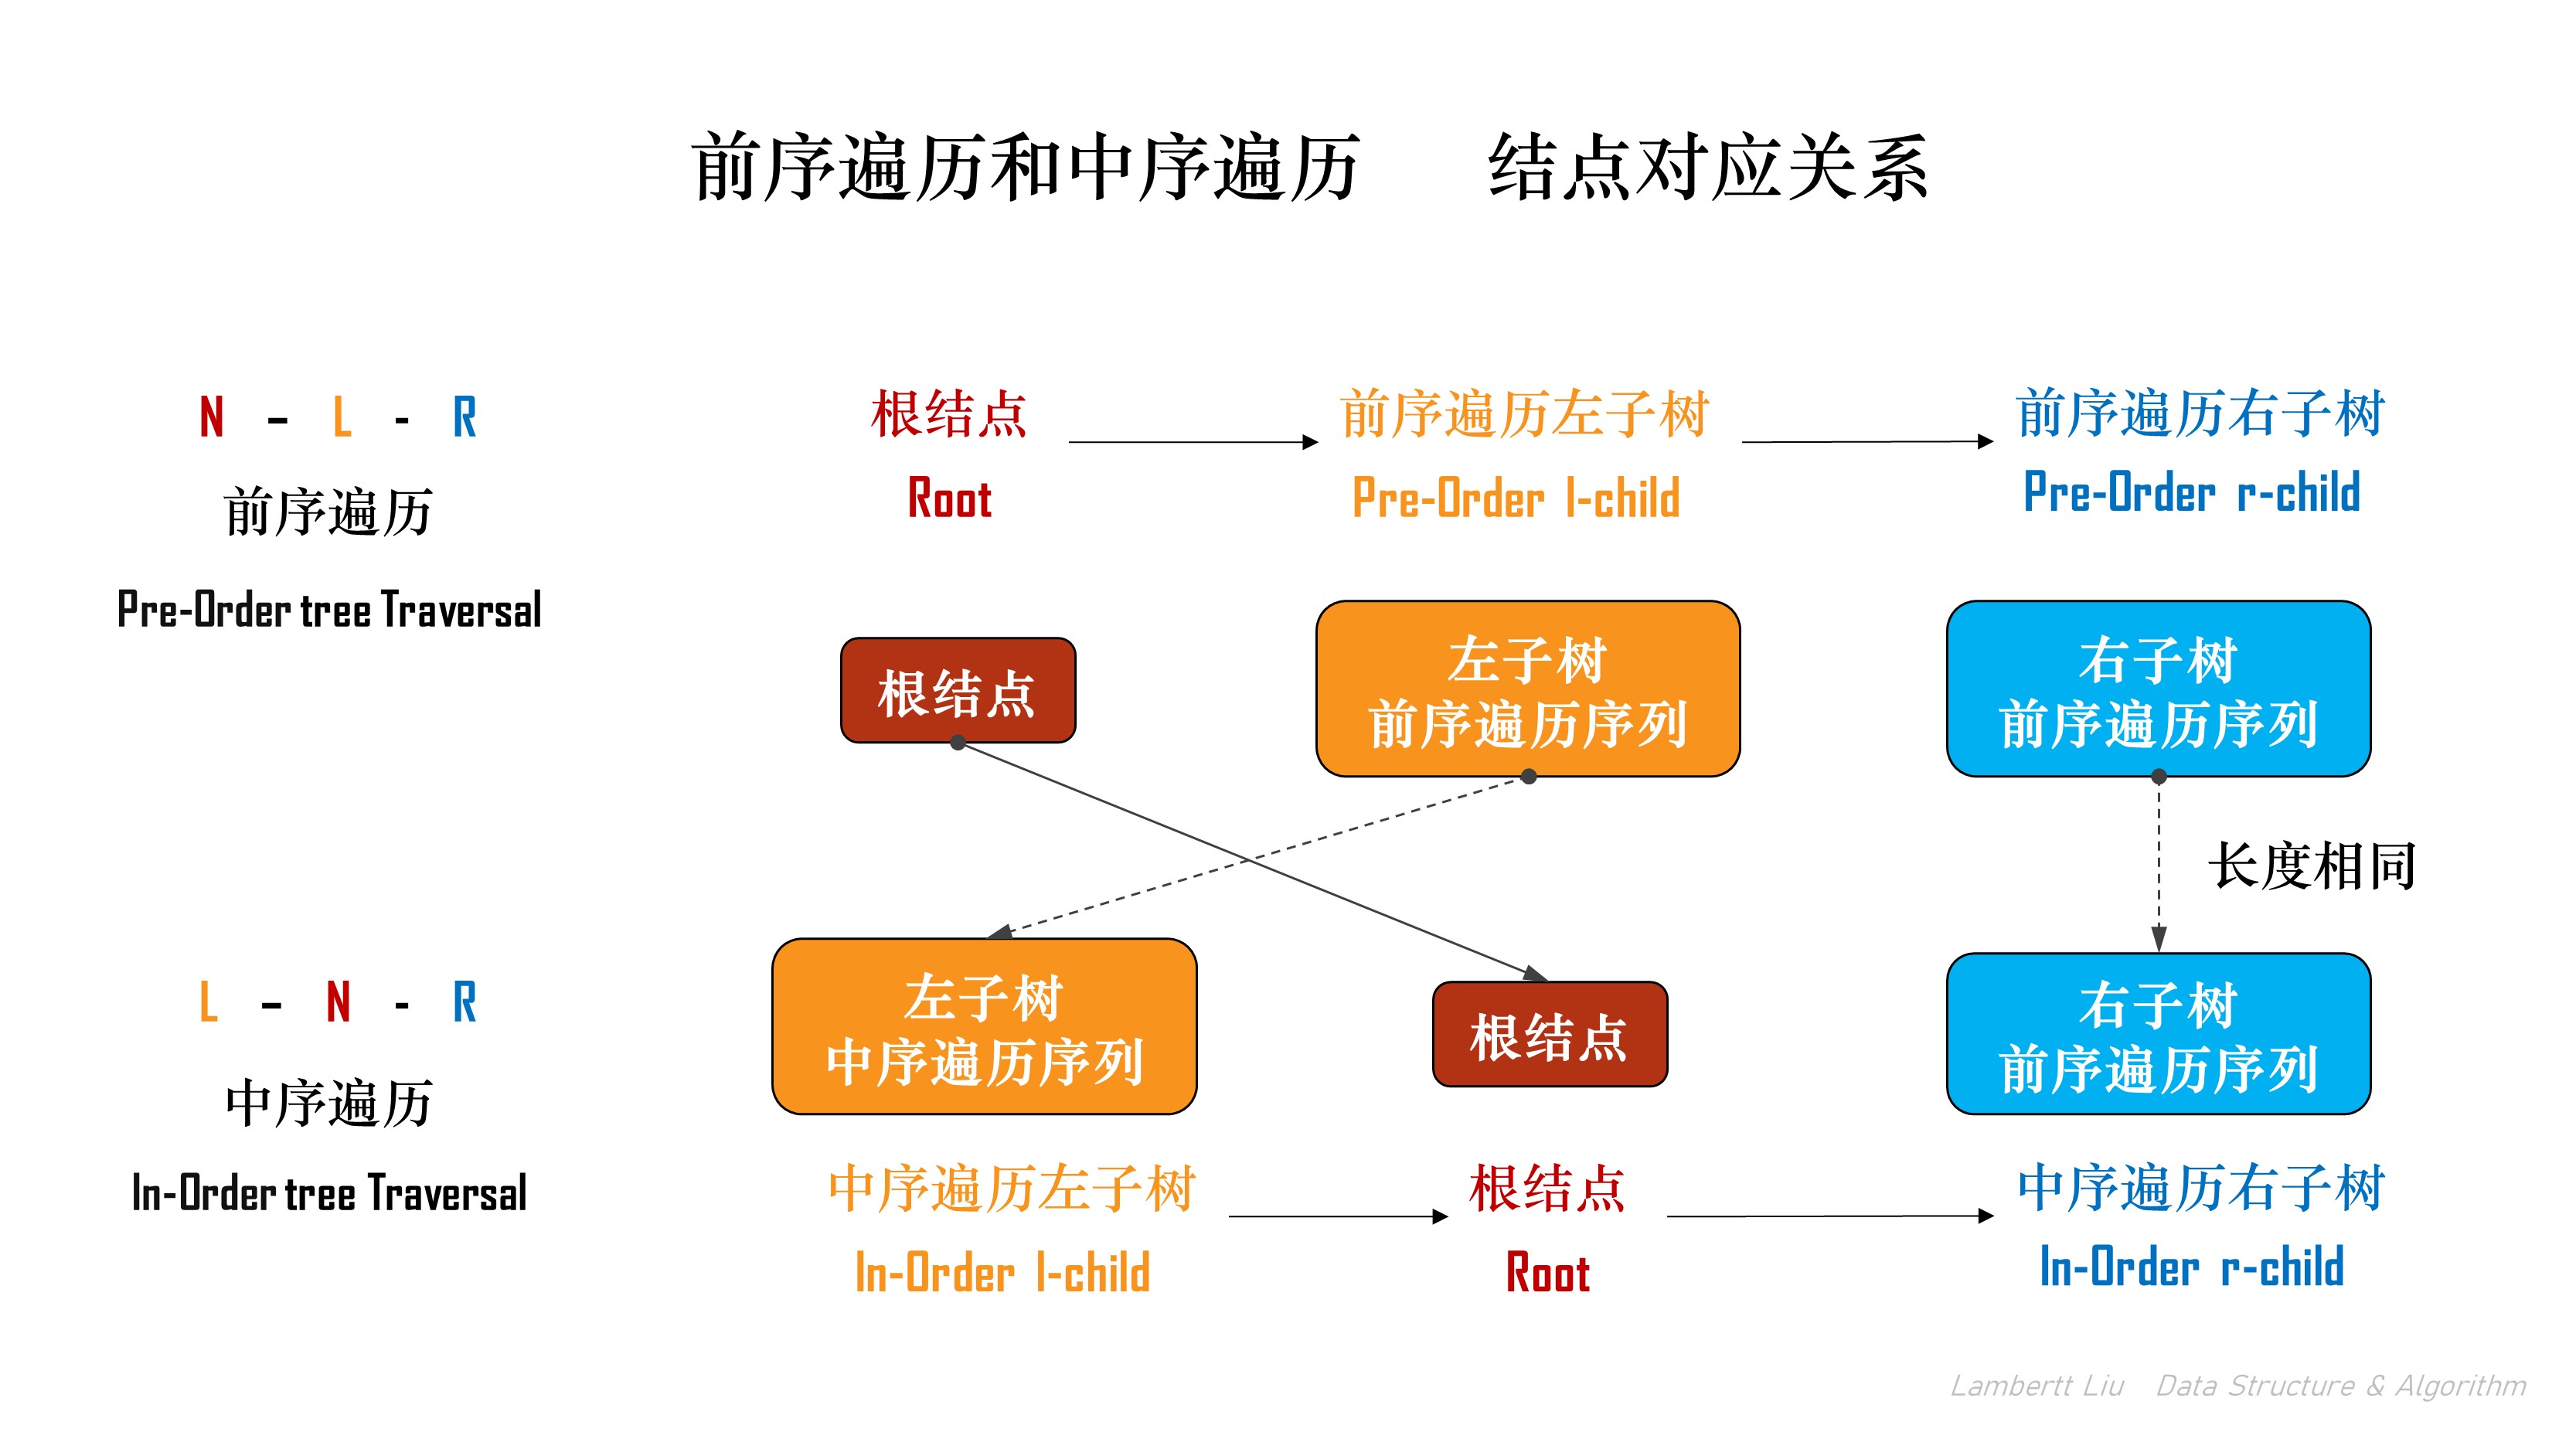 前序遍历和中序遍历 结点对应关系
N – L - R
前序遍历
Pre-Order tree Traversal
根结点
Root
前序遍历左子树
Pre-Order l-child
前序遍历右子树
Pre-Order r-child
根结点
左子树
前序遍历序列
右子树
前序遍历序列
长度相同
L – N - R
中序遍历
In-Order tree Traversal
左子树
中序遍历序列
根结点
右子树
前序遍历序列
中序遍历左子树
In-Order l-child
根结点
Root
中序遍历右子树
In-Order r-child
Lambertt Liu Data Structure & Algorithm